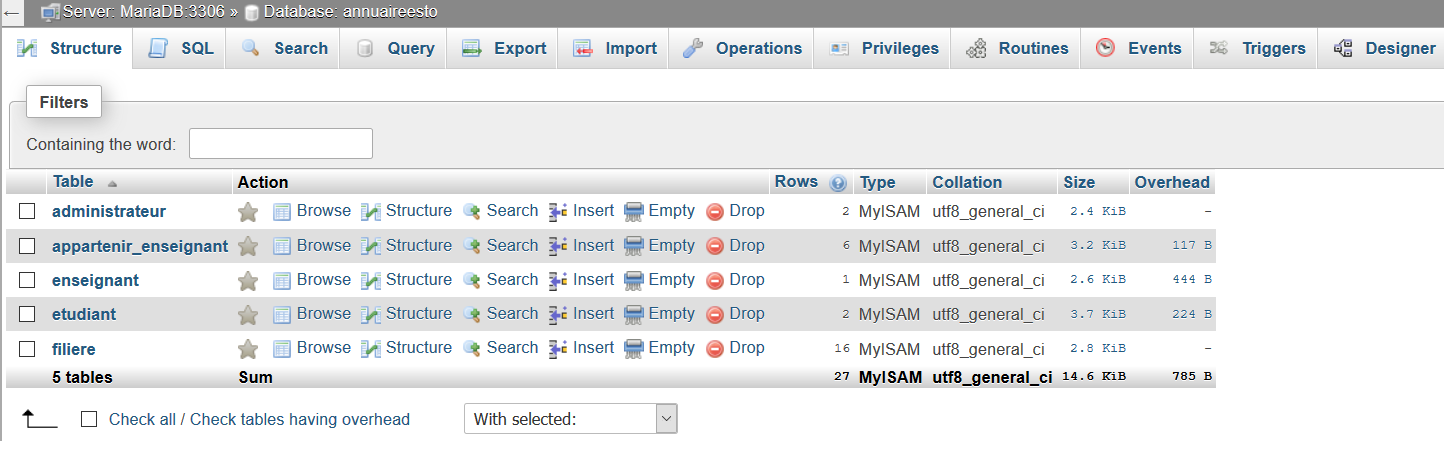 Server: MariaDB:3306 » Database: annuaireesto
Structure SQL Search Query Export Import Operations Privileges Routines Events Triggers Designer
Filters
Containing the word:
Table Action Rows Type Collation Size Overhead
administrateur Browse Structure Search Insert Empty Drop 2 MyISAM utf8_general_ci 2.4 KiB -
appartenir_enseignant Browse Structure Search Insert Empty Drop 6 MyISAM utf8_general_ci 3.2 KiB 117 B
enseignant Browse Structure Search Insert Empty Drop 1 MyISAM utf8_general_ci 2.6 KiB 444 B
etudiant Browse Structure Search Insert Empty Drop 2 MyISAM utf8_general_ci 3.7 KiB 224 B
filiere Browse Structure Search Insert Empty Drop 16 MyISAM utf8_general_ci 2.8 KiB -
5 tables Sum 27 MyISAM utf8_general_ci 14.6 KiB 785 B
Check all / Check tables having overhead With selected: